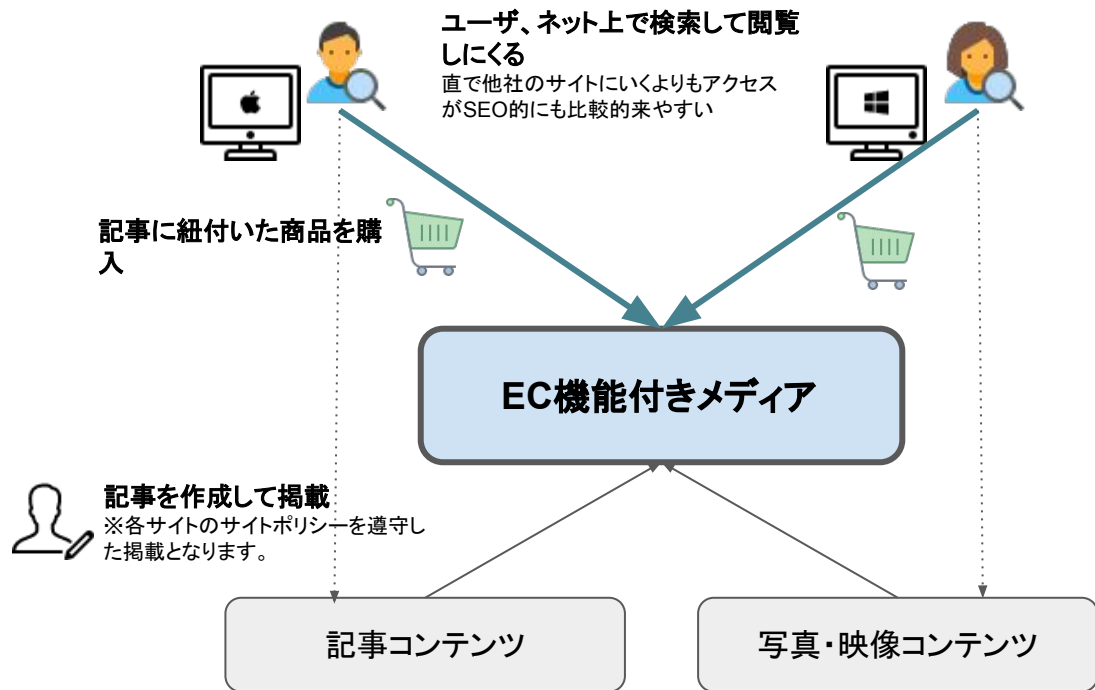 ユーザ、ネット上で検索して閲覧
しにくる
直で他社のサイトにいくよりもアクセス
がSEO的にも比較的来やすい
記事に紐付いた商品を購
入
EC機能付きメディア
記事を作成して掲載
※各サイトのサイトポリシーを遵守し
た掲載となります。
記事コンテンツ
写真・映像コンテンツ